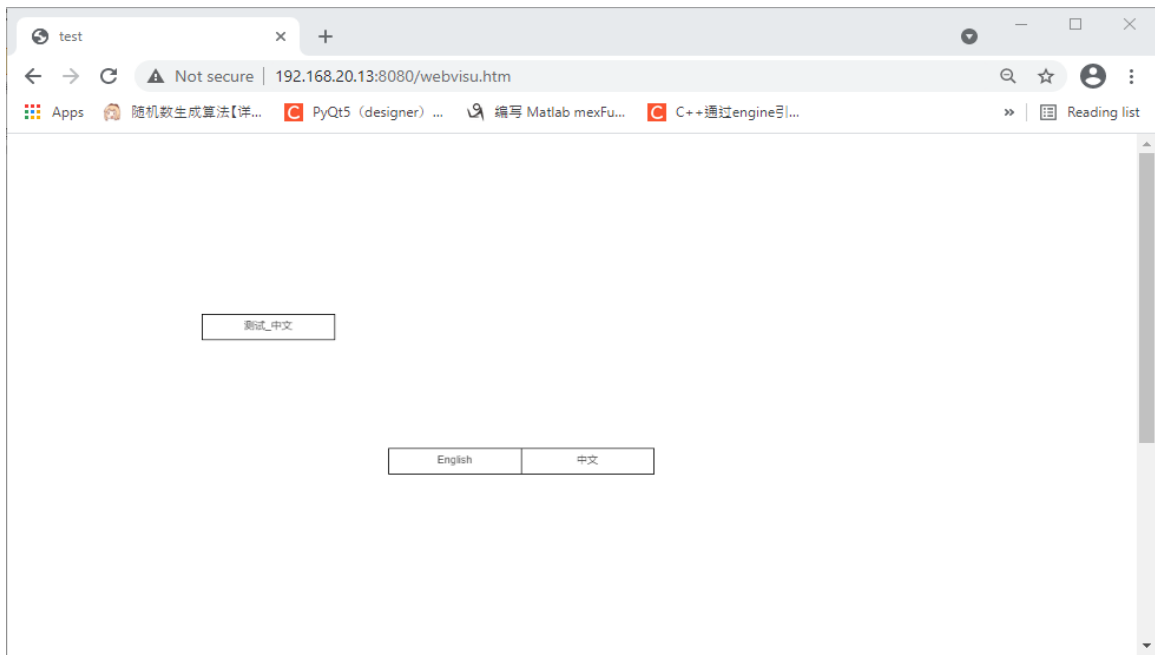 test
Not secure 192.168.20.13:8080/webvisu.htm
Apps 随机数生成算法【详... PyQt5（designer）... 编写 Matlab mexFu... C++通过engine引... » Reading list
测试_中文
English 中文